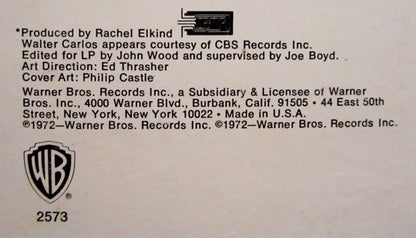 *Produced by Rachel Elkind
Walter Carlos appears courtesy of CBS Records Inc.
Edited for LP by John Wood and supervised by Joe Boyd.
Art Direction: Ed Thrasher
Cover Art: Philip Castle
Warner Bros. Records Inc., a Subsidiary & Licensee of Warner
Bros. Inc., 4000 Warner Blvd., Burbank, Calif. 91505 • 44 East 50th
Street, New York, New York 10022 • Made in U.S.A.
℗1972—Warner Bros. Records Inc. ©1972—Warner Bros. Records Inc.
WB
2573